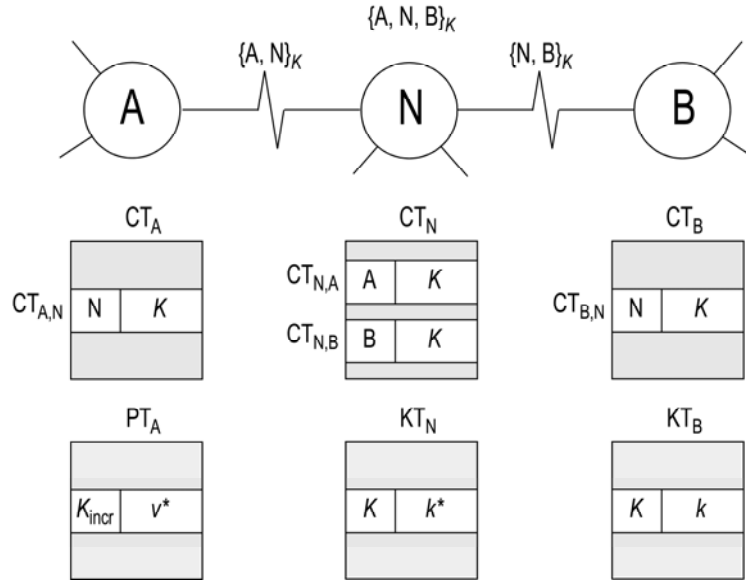 {A, N, B}K
{A, N}K {N, B}K
A N B
CTA CTN CTB
CTA,N N K CTN,A A K CTB,N N K
CTN,B B K
PTA KTN KTB
Kincr v* K k* K k